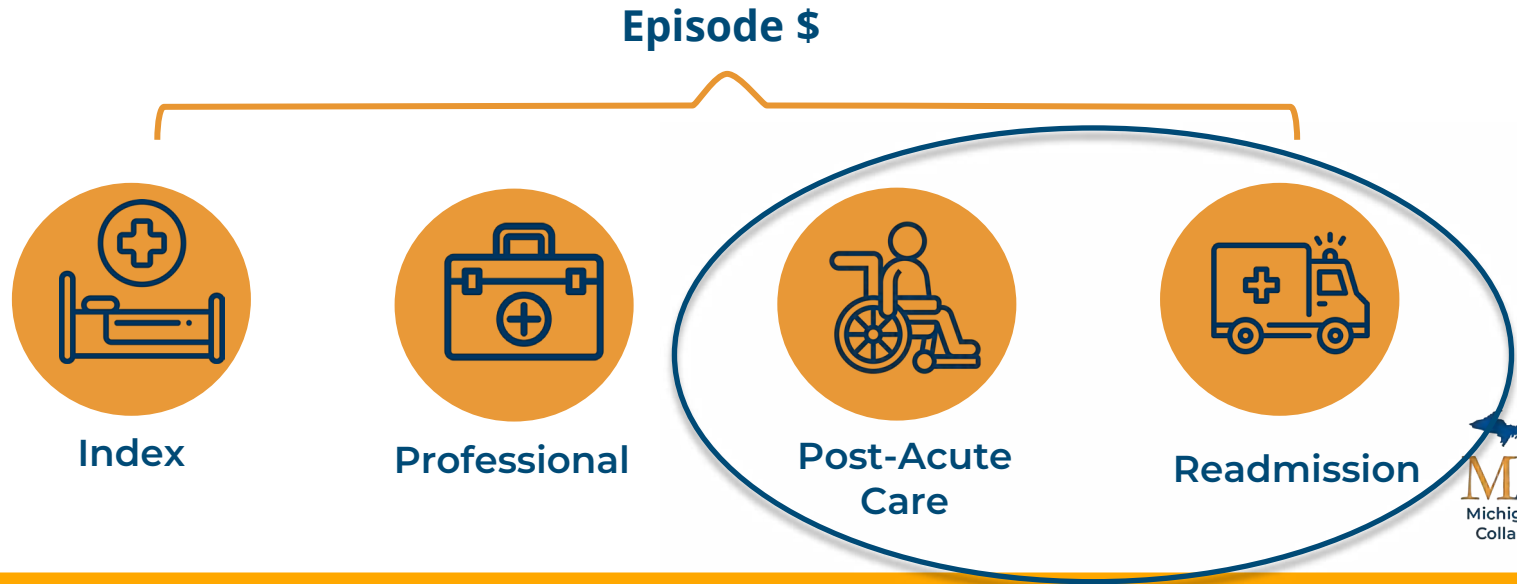 Episode $
Index
Professional
Post-Acute
Care
Readmission